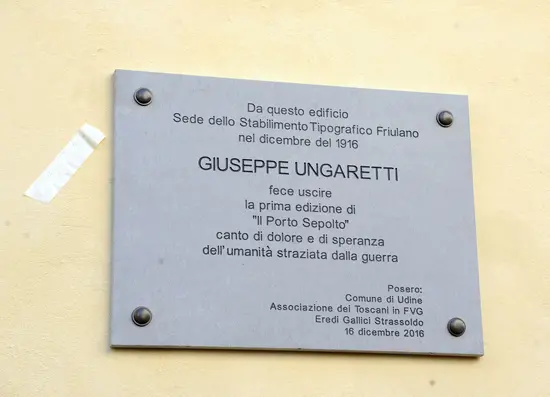 Da questo edificio
Sede dello Stabilimento Tipografico Friulano
nel dicembre del 1916
GIUSEPPE UNGARETTI
fece uscire
la prima edizione di
"Il Porto Sepolto"
canto di dolore e di speranza
dell'umanità straziata dalla guerra
Posero:
Comune di Udine
Associazione dei Toscani in FVG
Eredi Gallici Strassoldo
16 dicembre 2016